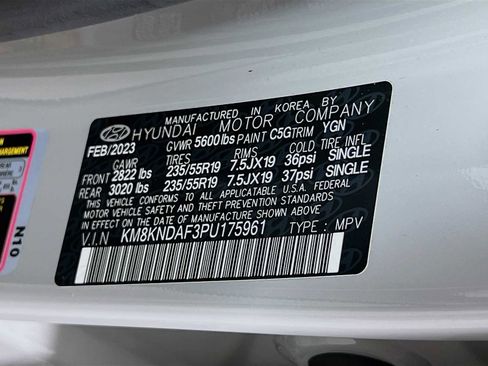 MANUFACTURED IN KOREA BY
HYUNDAI MOTOR COMPANY
FEB/2023 GVWR 5600lbs PAINT C5G TRIM YGN
GAWR TIRES RIMS COLD TIRE INFL
FRONT 2822 lbs 235/55R19 7.5JX19 36psi SINGLE
REAR 3020 lbs 235/55R19 7.5JX19 37psi SINGLE
THIS VEHICLE CONFORMS TO ALL APPLICABLE U.S.A. FEDERAL
MOTOR VEHICLE SAFETY AND THEFT PREVENTION STANDARDS
IN EFFECT ON THE DATE OF MANUFACTURE SHOWN ABOVE.
V.I.N KM8KNDAF3PU175961 TYPE : MPV
N10